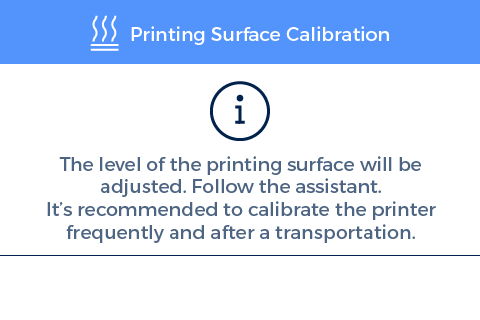 Printing Surface Calibration
The level of the printing surface will be
adjusted. Follow the assistant.
It’s recommended to calibrate the printer
frequently and after a transportation.